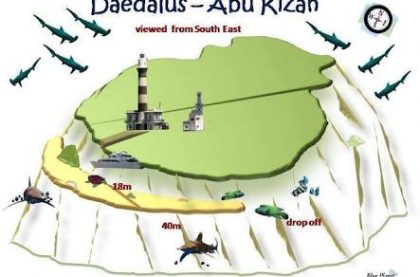 Daedalus – Abu Kizan
viewed from South East
18m
40m
drop off